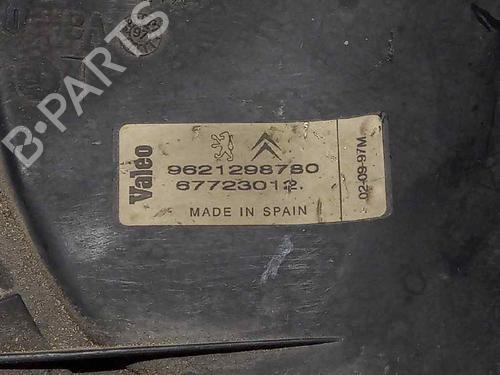 B-PARTS
Valeo
9621298780
67723012.
MADE IN SPAIN
02-09-97M.